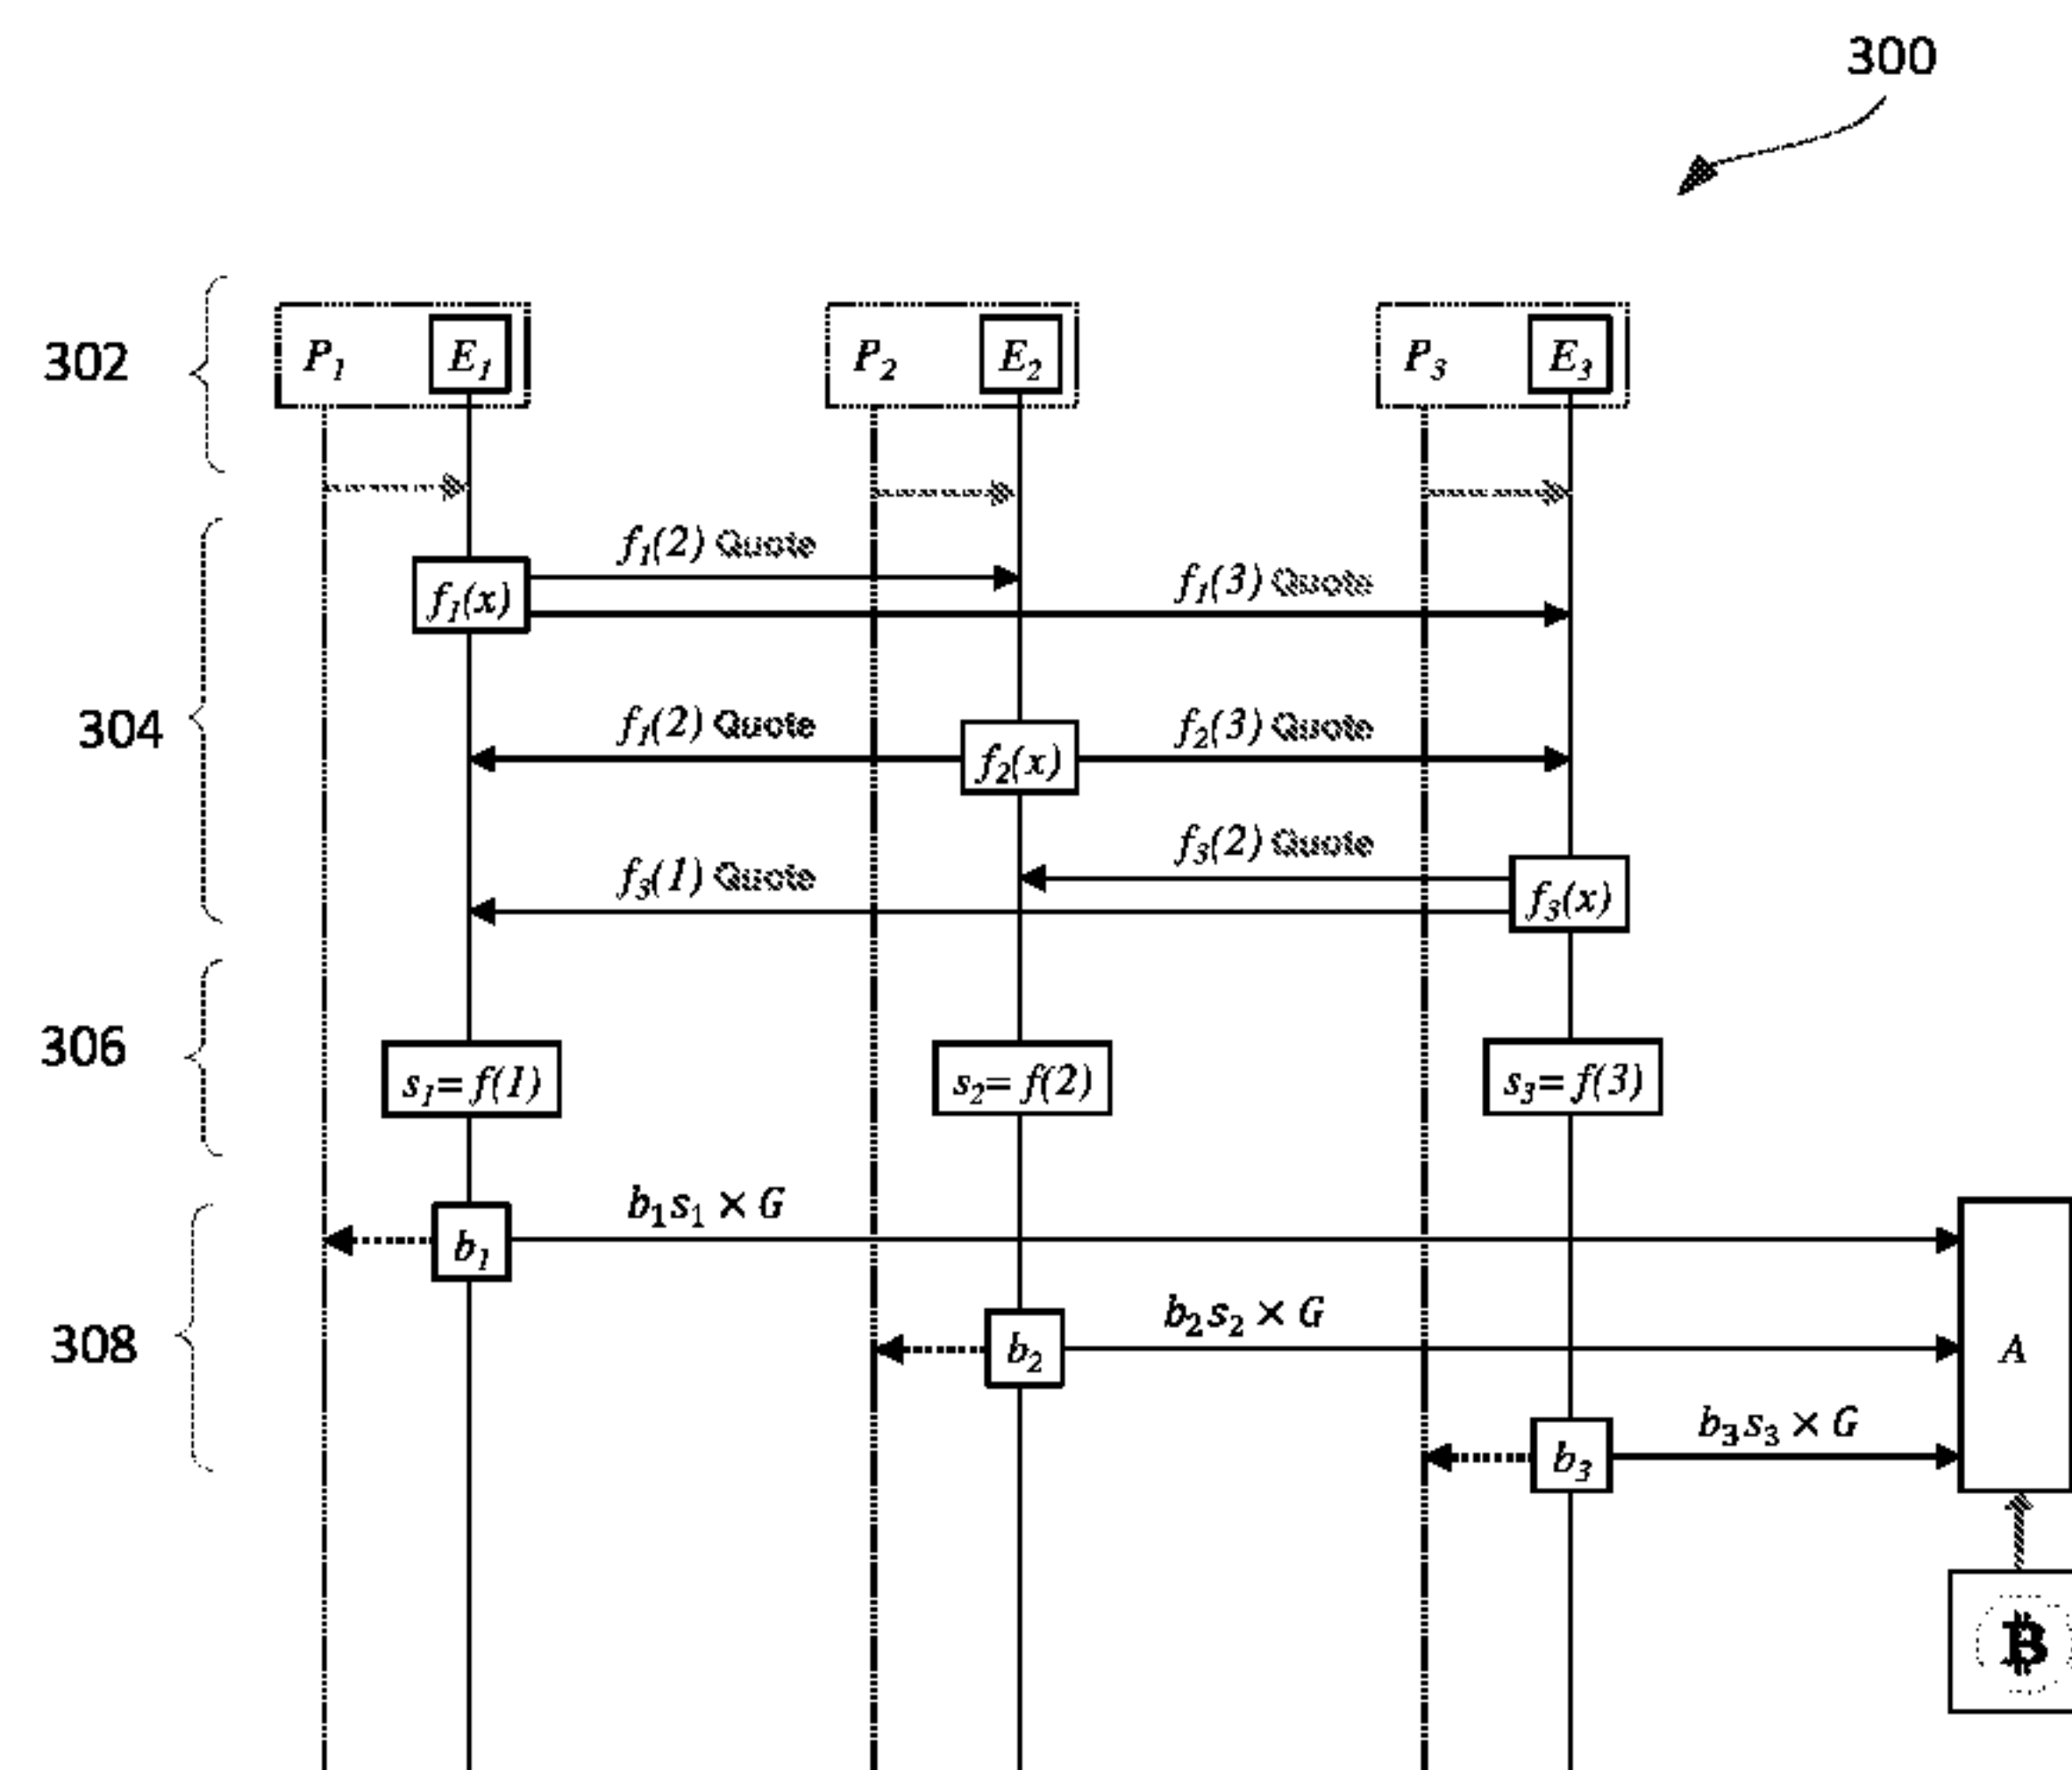 300
302
P₁ E₁ P₂ E₂ P₃ E₃
f₁(2) Quote
f₁(x)
f₁(3) Quote
304
f₁(2) Quote
f₂(x)
f₂(3) Quote
f₃(2) Quote
f₃(1) Quote
f₃(x)
306
s₁= f(1)
s₂= f(2)
s₃= f(3)
b₁s₁ × G
b₁
308
b₂s₂ × G
b₂
A
b₃s₃ × G
b₃
₿